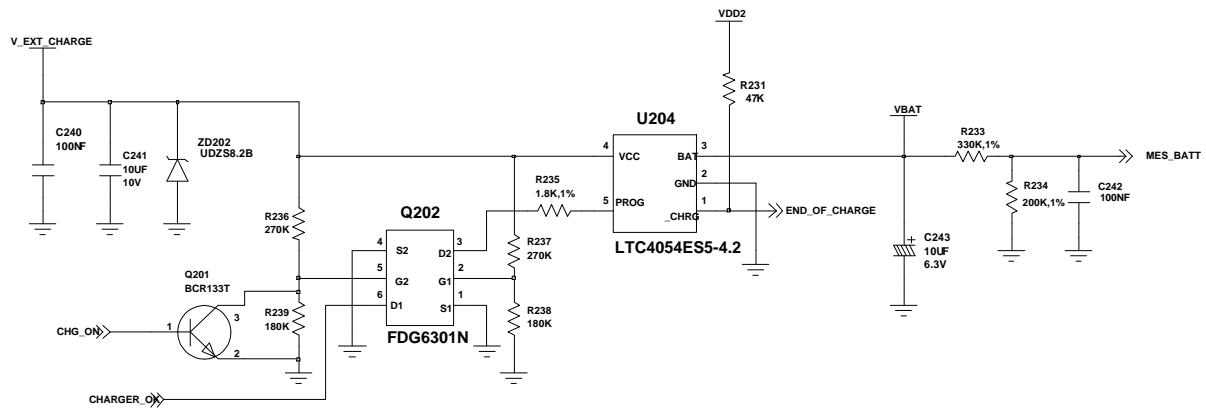 V_EXT_CHARGE
C240
100NF
C241
10UF
10V
ZD202
UDZS8.2B
R236
270K
Q201
BCR133T
1
3
2
R239
180K
CHG_ON
CHARGER_OK
Q202
4
S2
D2
3
5
G2
G1
2
6
D1
S1
1
FDG6301N
R235
1.8K,1%
R237
270K
R238
180K
VDD2
R231
47K
U204
4
VCC
BAT
3
GND
2
5
PROG
_CHRG
1
LTC4054ES5-4.2
END_OF_CHARGE
VBAT
R233
330K,1%
MES_BATT
R234
200K,1%
C242
100NF
+
C243
10UF
6.3V